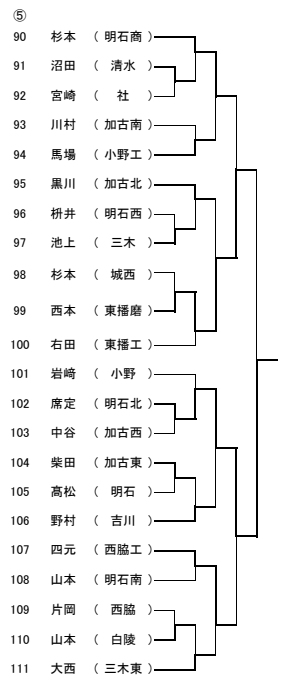 ⑤
90 杉本 （ 明石商 ）
91 沼田 （ 清水 ）
92 宮崎 （ 社 ）
93 川村 （ 加古南 ）
94 馬場 （ 小野工 ）
95 黒川 （ 加古北 ）
96 枡井 （ 明石西 ）
97 池上 （ 三木 ）
98 杉本 （ 城西 ）
99 西本 （ 東播磨 ）
100 右田 （ 東播工 ）
101 岩﨑 （ 小野 ）
102 席定 （ 明石北 ）
103 中谷 （ 加古西 ）
104 柴田 （ 加古東 ）
105 髙松 （ 明石 ）
106 野村 （ 吉川 ）
107 四元 （ 西脇工 ）
108 山本 （ 明石南 ）
109 片岡 （ 西脇 ）
110 山本 （ 白陵 ）
111 大西 （ 三木東 ）